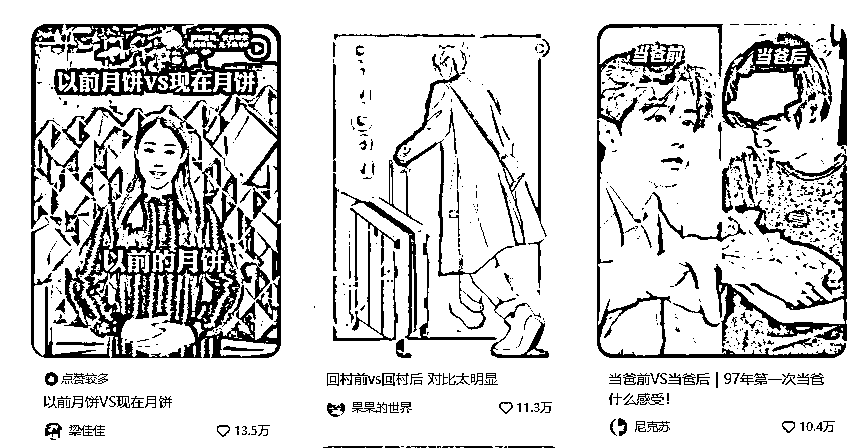 以前月饼VS现在月饼
以前的月饼
点赞较多
以前月饼VS现在月饼
梁佳佳
13.5万
回村前vs回村后 对比太明显
果果的世界
11.3万
当爸前
当爸后
当爸前VS当爸后 | 97年第一次当爸
什么感受！
尼克苏
10.4万